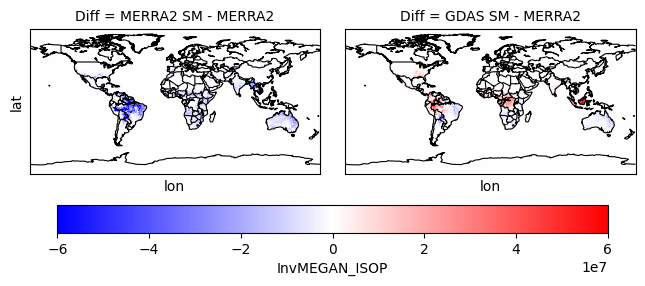 Diff = MERRA2 SM - MERRA2
Diff = GDAS SM - MERRA2
lat
lon
lon
−6
−4
−2
0
2
4
6
1e7
InvMEGAN_ISOP